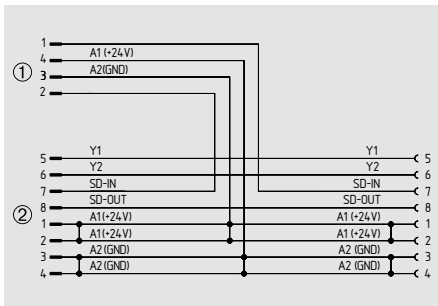 1
4 A1 (+24V)
① 3 A2(GND)
2
5 Y1 Y1 5
6 Y2 Y2 6
7 SD-IN SD-IN 7
8 SD-OUT SD-OUT 8
② 1 A1(+24V) A1 (+24V) 1
2 A1(+24V) A1 (+24V) 2
3 A2 (GND) A2 (GND) 3
4 A2 (GND) A2 (GND) 4